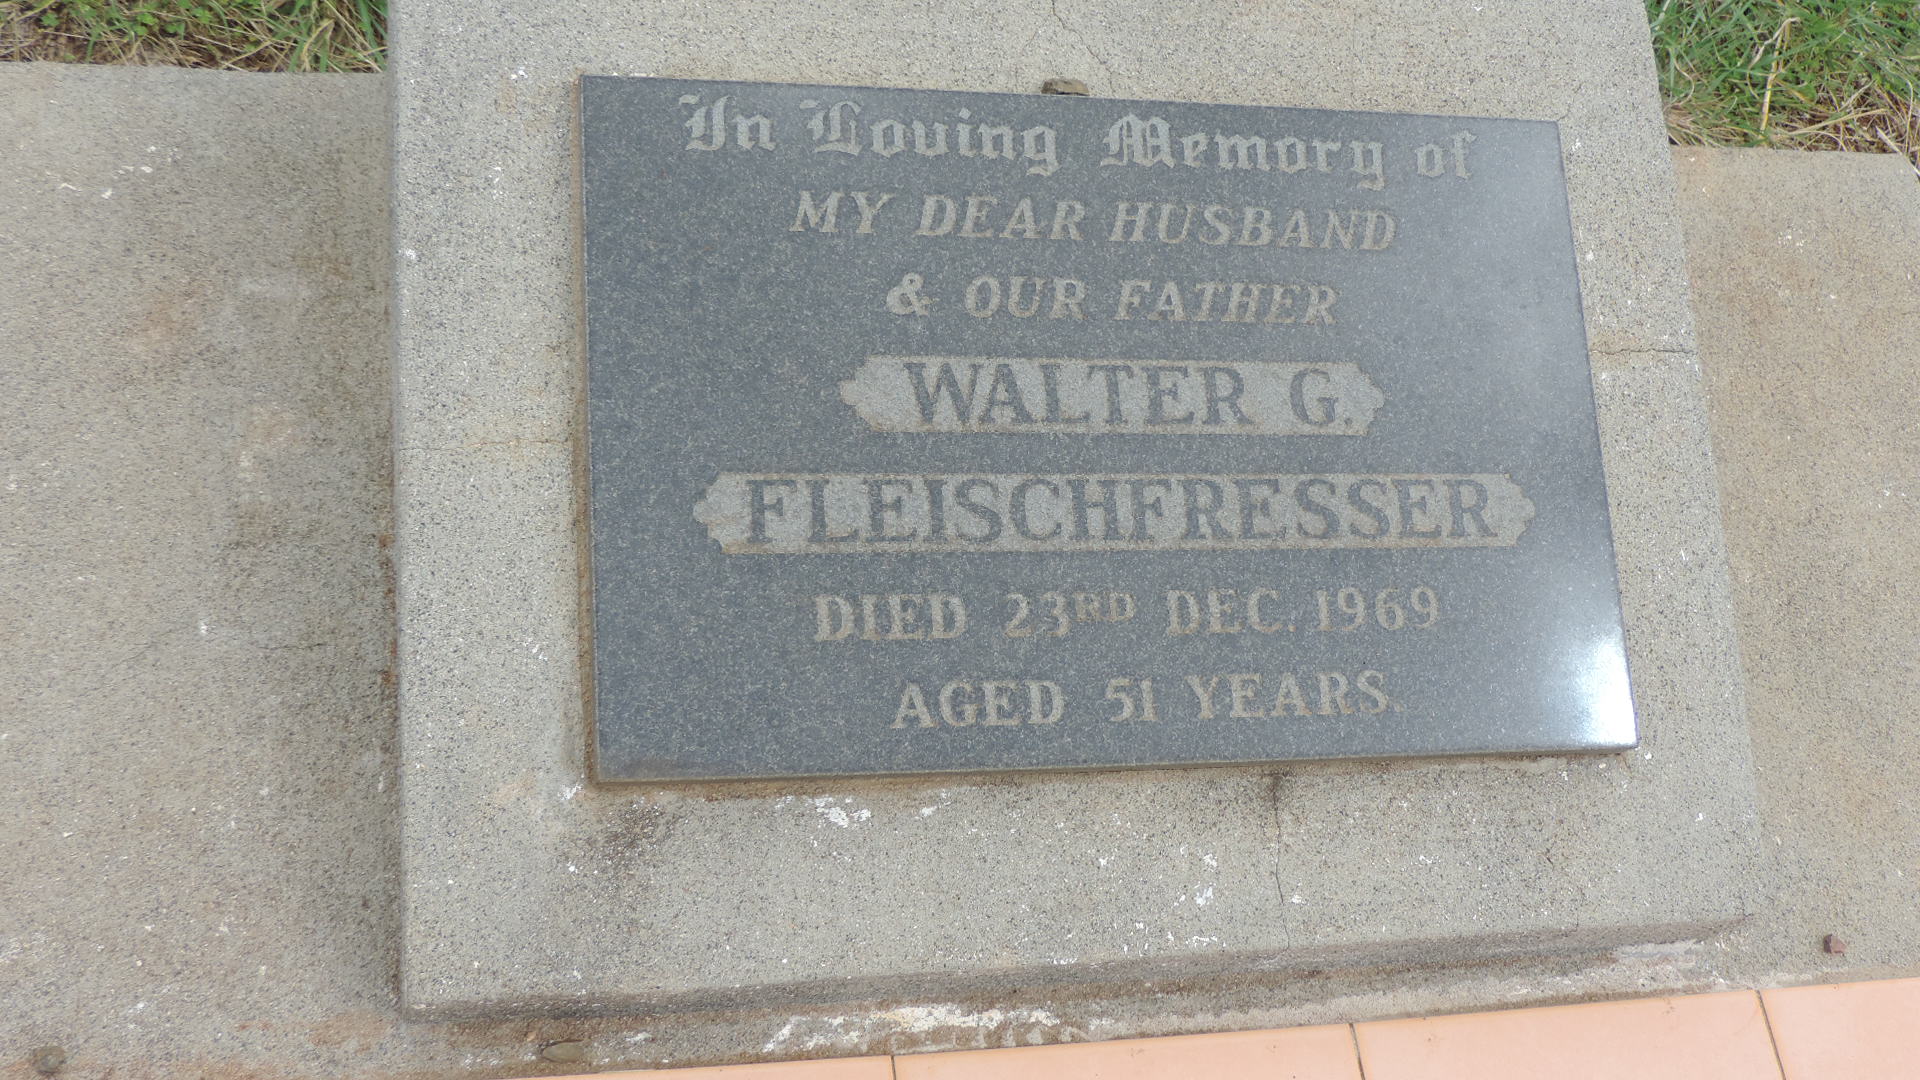 In Loving Memory of
MY DEAR HUSBAND
& OUR FATHER
WALTER G.
FLEISCHFRESSER
DIED 23RD DEC. 1969
AGED 51 YEARS.